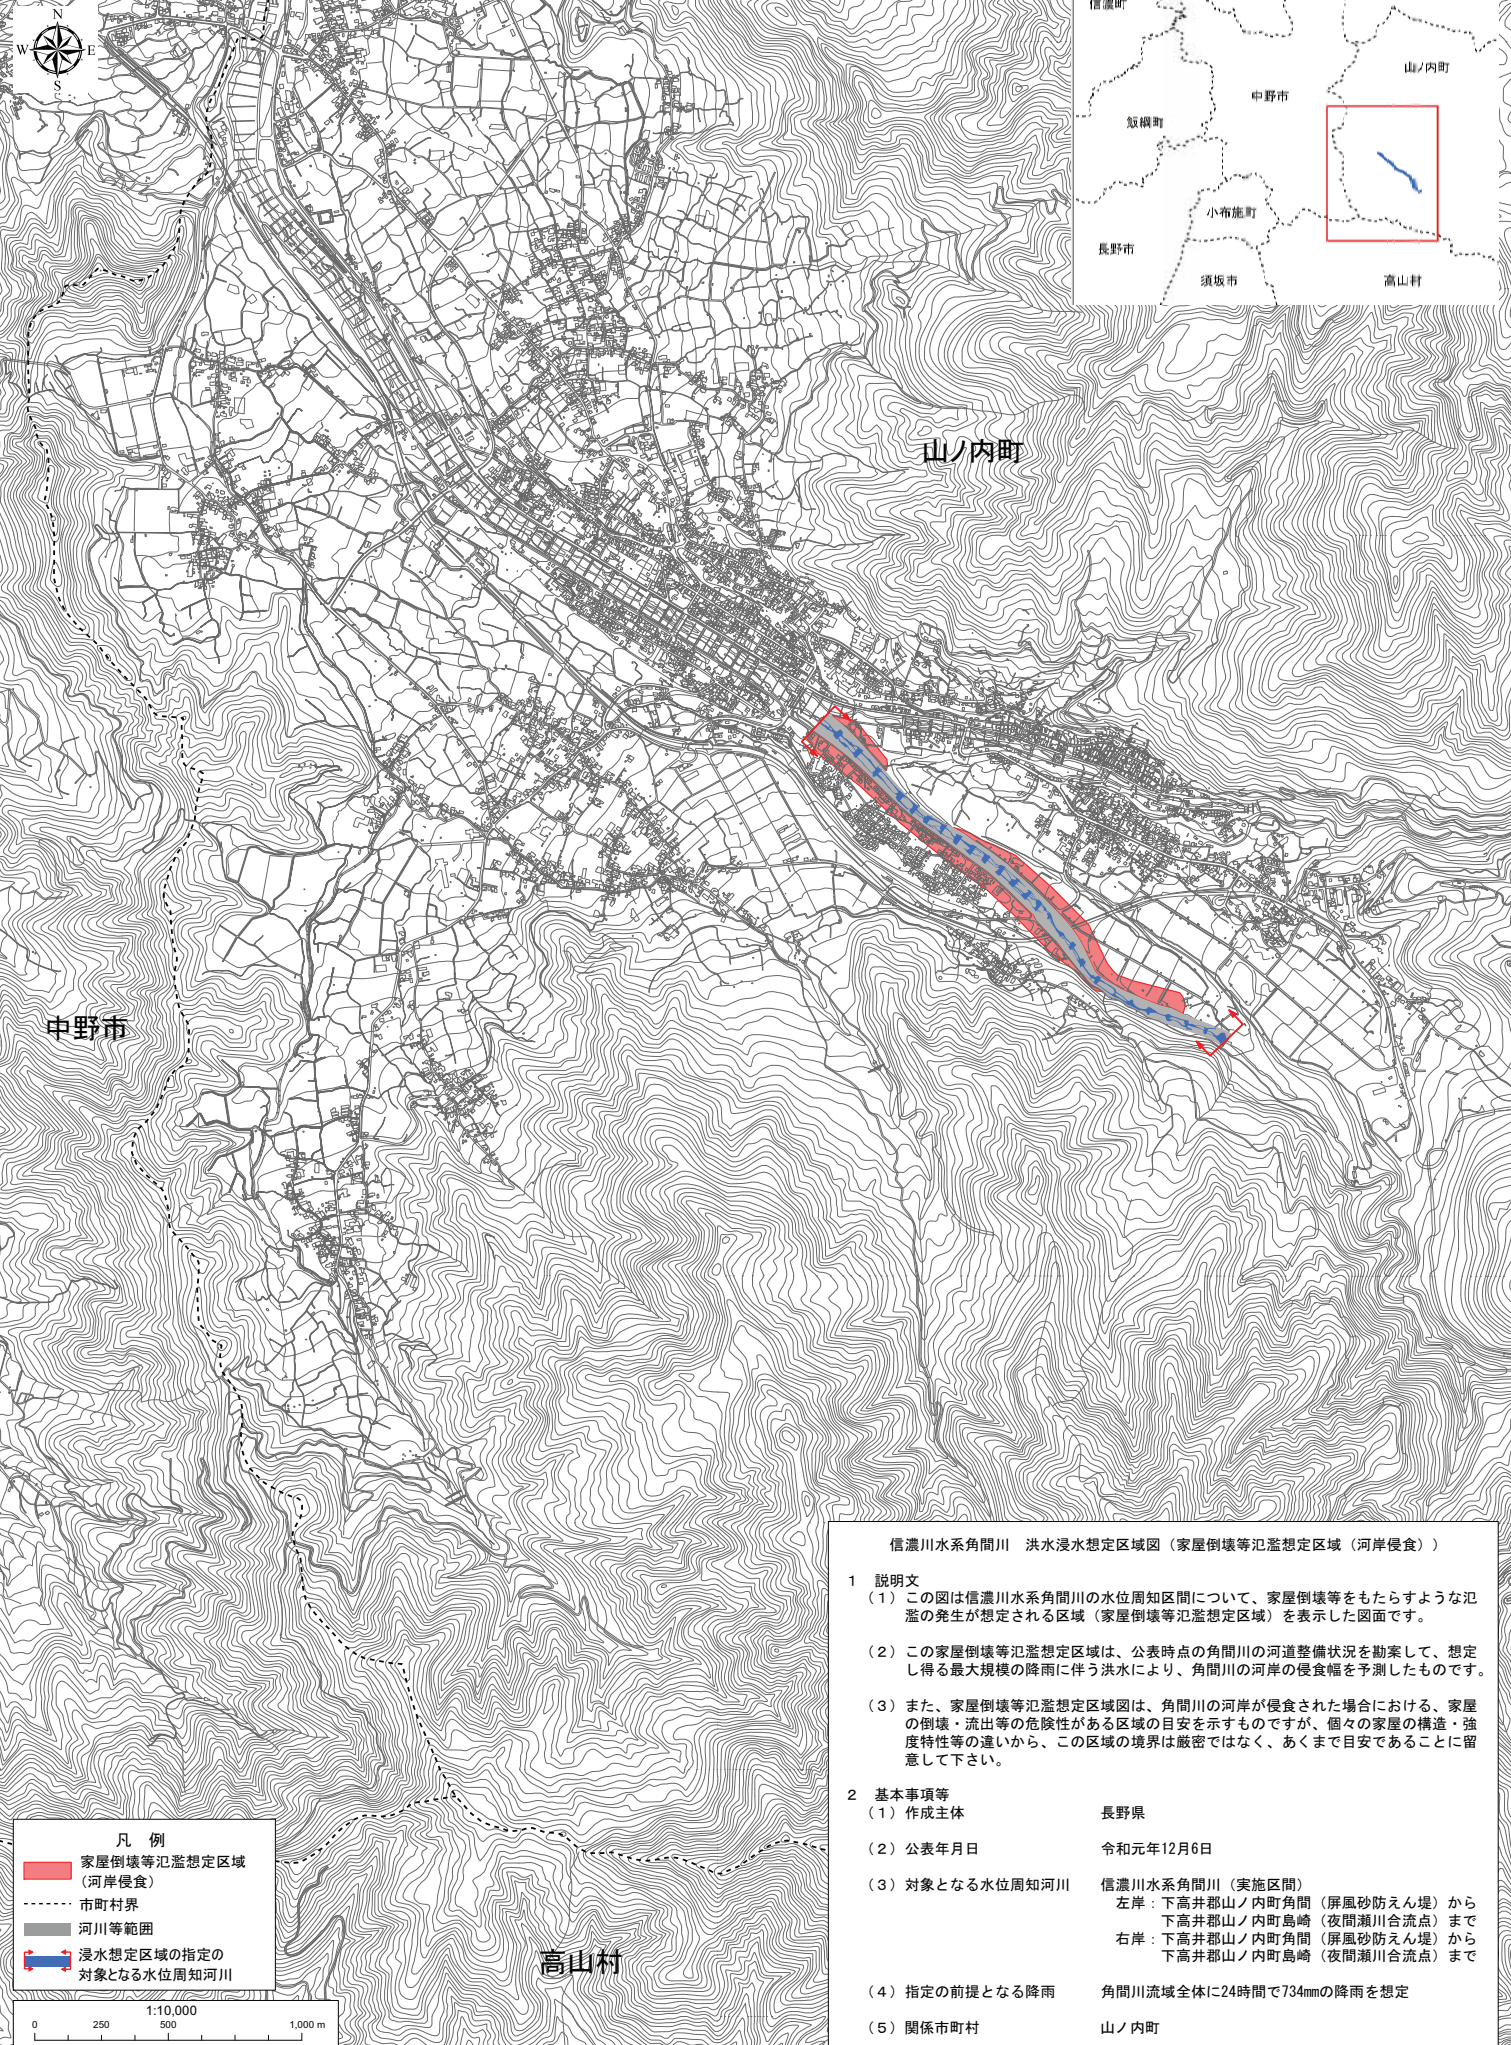 N
W
E
S
信濃町
山ノ内町
中野市
飯綱町
小布施町
長野市
須坂市
高山村
山ノ内町
中野市
高山村
信濃川水系角間川　洪水浸水想定区域図（家屋倒壊等氾濫想定区域（河岸侵食））
1　説明文
（1）この図は信濃川水系角間川の水位周知区間について、家屋倒壊等をもたらすような氾
濫の発生が想定される区域（家屋倒壊等氾濫想定区域）を表示した図面です。
（2）この家屋倒壊等氾濫想定区域は、公表時点の角間川の河道整備状況を勘案して、想定
し得る最大規模の降雨に伴う洪水により、角間川の河岸の侵食幅を予測したものです。
（3）また、家屋倒壊等氾濫想定区域図は、角間川の河岸が侵食された場合における、家屋
の倒壊・流出等の危険性がある区域の目安を示すものですが、個々の家屋の構造・強
度特性等の違いから、この区域の境界は厳密ではなく、あくまで目安であることに留
意して下さい。
2　基本事項等
（1）作成主体　長野県
（2）公表年月日　令和元年12月6日
（3）対象となる水位周知河川　信濃川水系角間川（実施区間）
左岸：下高井郡山ノ内町角間（屏風砂防えん堤）から
下高井郡山ノ内町島崎（夜間瀬川合流点）まで
右岸：下高井郡山ノ内町角間（屏風砂防えん堤）から
下高井郡山ノ内町島崎（夜間瀬川合流点）まで
（4）指定の前提となる降雨　角間川流域全体に24時間で734mmの降雨を想定
（5）関係市町村　山ノ内町
凡　例
家屋倒壊等氾濫想定区域
（河岸侵食）
市町村界
河川等範囲
浸水想定区域の指定の
対象となる水位周知河川
1:10,000
0　250　500　1,000 m